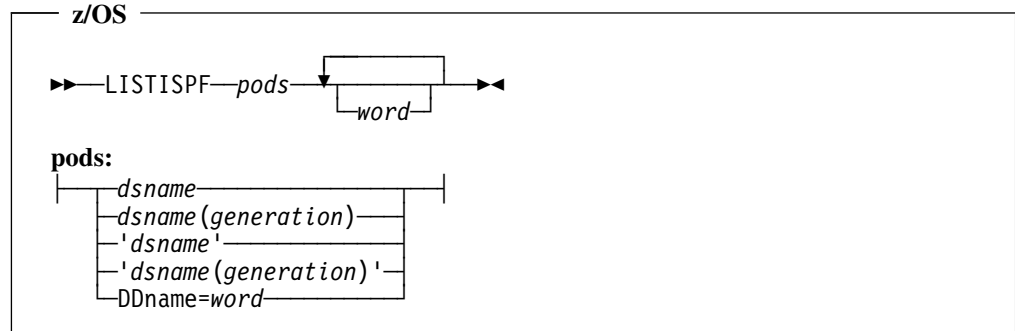 z/OS
LISTISPF pods
word
pods:
dsname
dsname(generation)
'dsname'
'dsname(generation)'
DDname=word